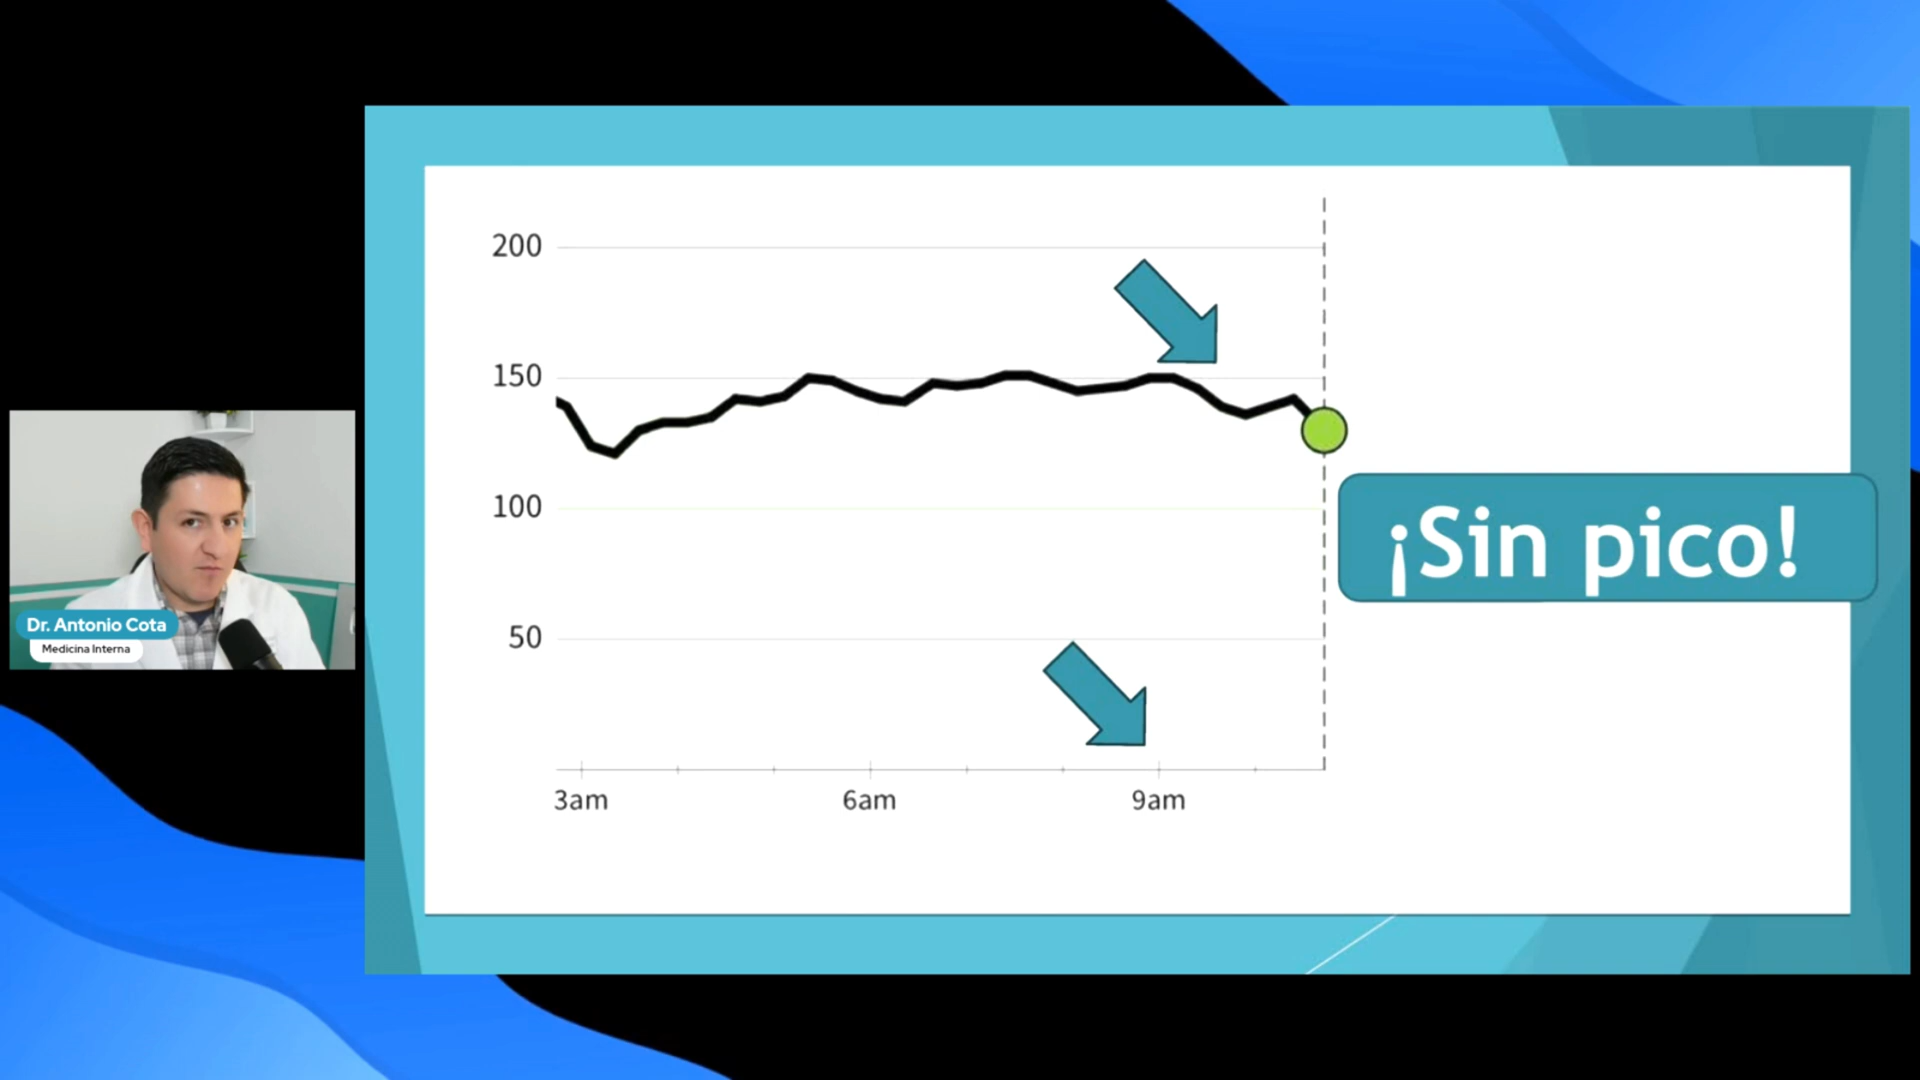 200
150
100
50
3am 6am 9am
¡Sin pico!
Dr. Antonio Cota
Medicina Interna